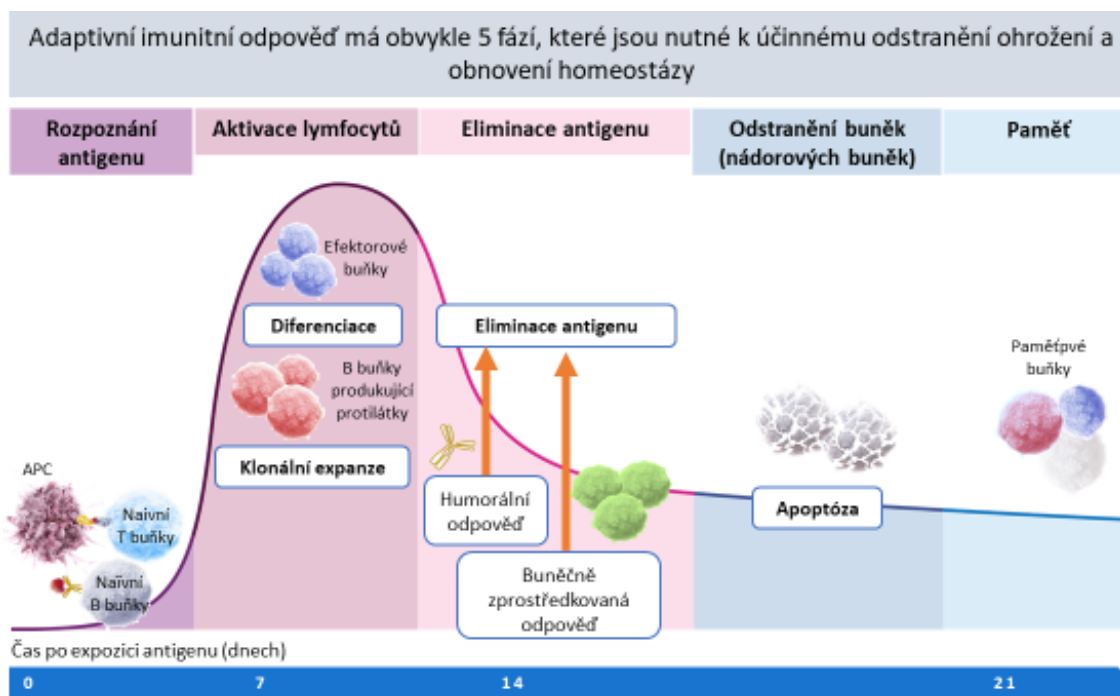 Adaptivní imunitní odpověď má obvykle 5 fází, které jsou nutné k účinnému odstranění ohrožení a
obnovení homeostázy
Rozpoznání
antigenu
Aktivace lymfocytů
Eliminace antigenu
Odstranění buněk
(nádorových buněk)
Paměť
Efektorové
buňky
Diferenciace
B buňky
produkující
protilátky
Klonální expanze
Eliminace antigenu
Humorální
odpověď
Buněčně
zprostředkovaná
odpověď
Apoptóza
Paměťpvé
buňky
APC
Naivní
T buňky
Naïvní
B buňky
Čas po expozici antigenu (dnech)
0 7 14 21